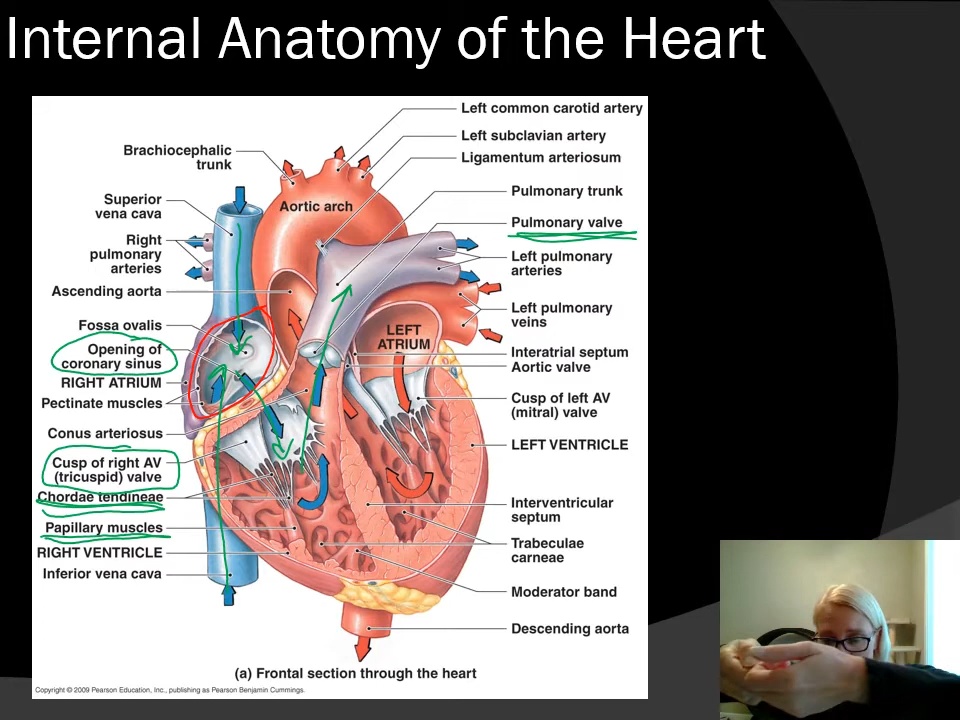 Internal Anatomy of the Heart
Left common carotid artery
Left subclavian artery
Ligamentum arteriosum
Pulmonary trunk
Pulmonary valve
Left pulmonary
arteries
Left pulmonary
veins
Interatrial septum
Aortic valve
Cusp of left AV
(mitral) valve
LEFT VENTRICLE
Interventricular
septum
Trabeculae
carneae
Moderator band
Descending aorta
Brachiocephalic
trunk
Superior
vena cava
Right
pulmonary
arteries
Ascending aorta
Fossa ovalis
Opening of
coronary sinus
RIGHT ATRIUM
Pectinate muscles
Conus arteriosus
Cusp of right AV
(tricuspid) valve
Chordae tendineae
Papillary muscles
RIGHT VENTRICLE
Inferior vena cava
Aortic arch
LEFT
ATRIUM
(a) Frontal section through the heart
Copyright © 2009 Pearson Education, Inc., publishing as Pearson Benjamin Cummings.